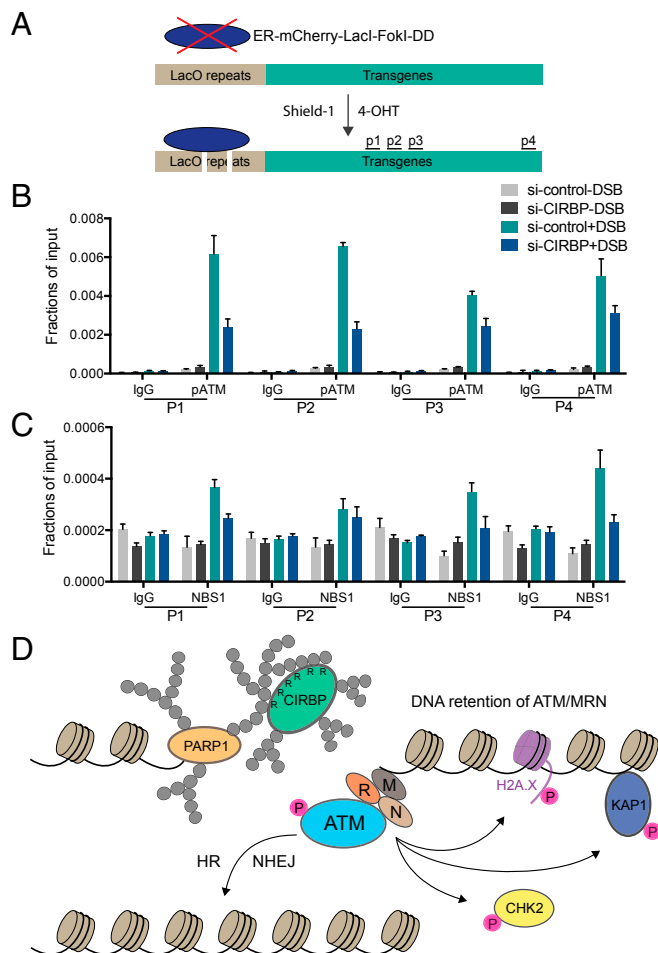 A
ER-mCherry-LacI-FokI-DD
LacO repeats
Transgenes
Shield-1
4-OHT
p1 p2 p3 p4
LacO repeats
Transgenes
B
si-control-DSB
si-CIRBP-DSB
si-control+DSB
si-CIRBP+DSB
Fractions of input
0.008
0.006
0.004
0.002
0.000
IgG pATM IgG pATM IgG pATM IgG pATM
P1 P2 P3 P4
C
Fractions of input
0.0006
0.0004
0.0002
0.0000
IgG NBS1 IgG NBS1 IgG NBS1 IgG NBS1
P1 P2 P3 P4
D
R R R R R R
CIRBP
DNA retention of ATM/MRN
PARP1
H2A.X
P
KAP1
P
R M N
P
ATM
HR NHEJ
CHK2
P